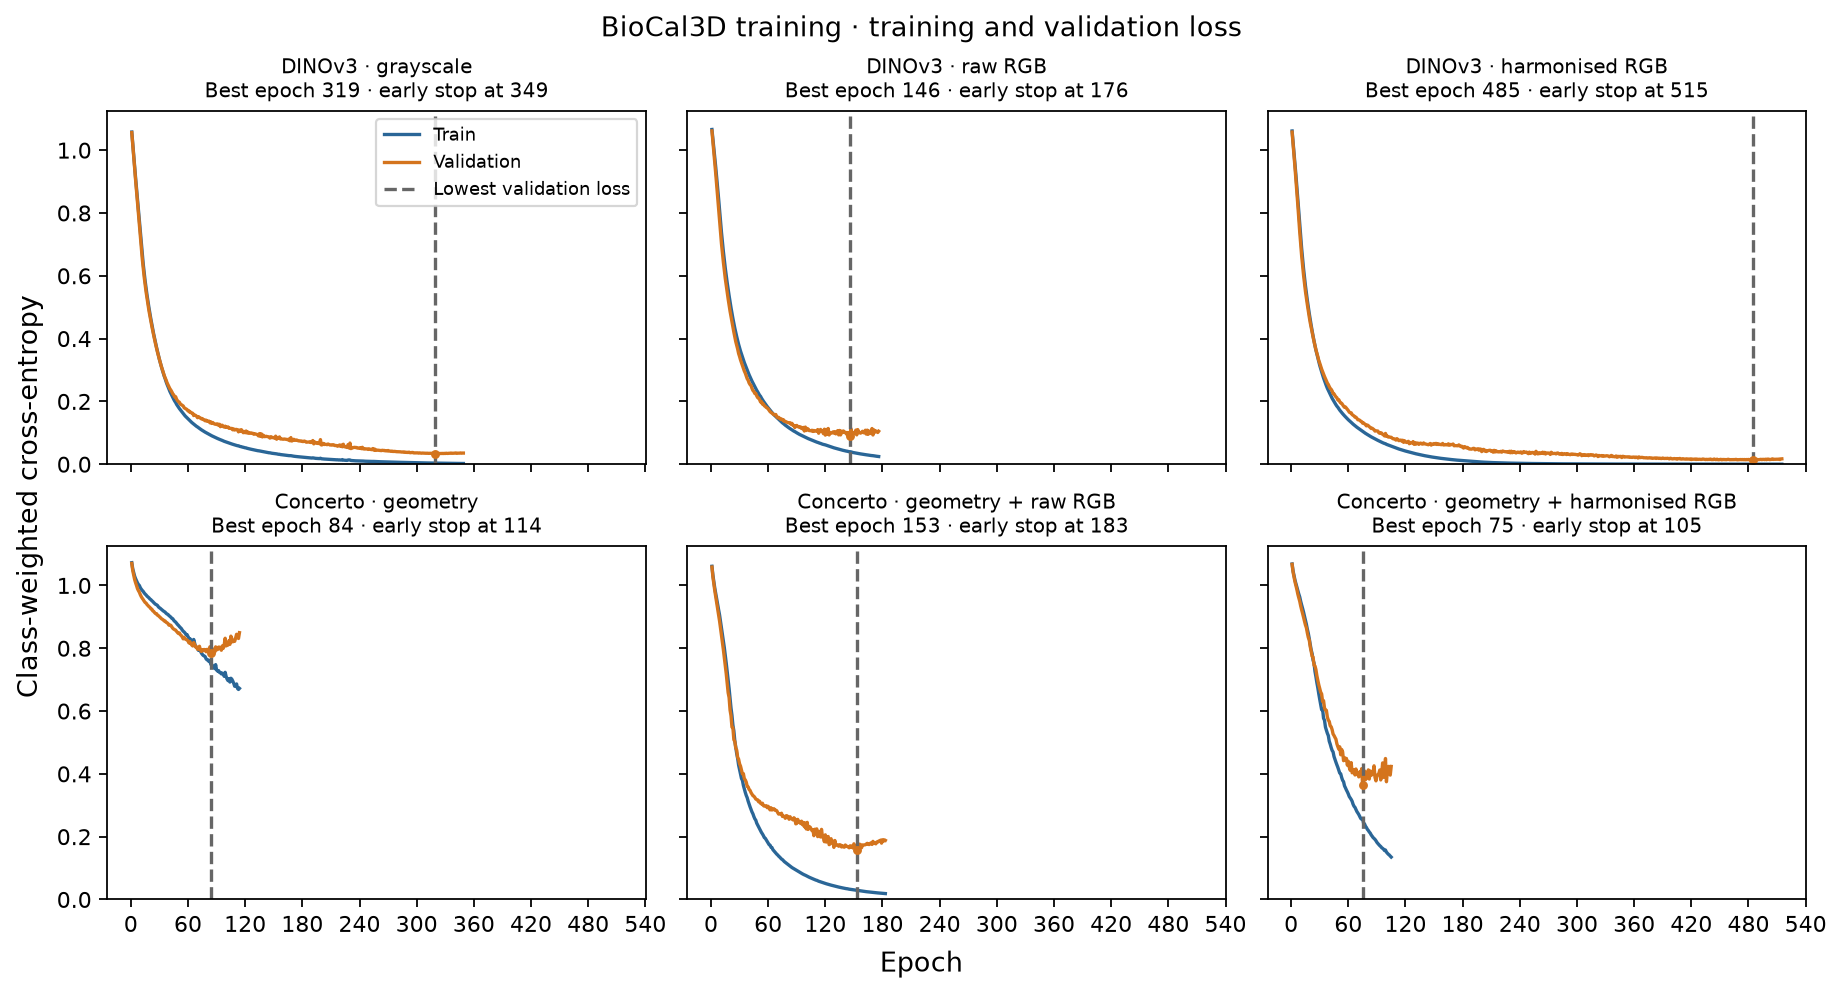 BioCal3D training · training and validation loss
DINOv3 · grayscale
Best epoch 319 · early stop at 349
DINOv3 · raw RGB
Best epoch 146 · early stop at 176
DINOv3 · harmonised RGB
Best epoch 485 · early stop at 515
Train
Validation
Lowest validation loss
1.0
0.8
0.6
0.4
0.2
0.0
Class-weighted cross-entropy
Concerto · geometry
Best epoch 84 · early stop at 114
Concerto · geometry + raw RGB
Best epoch 153 · early stop at 183
Concerto · geometry + harmonised RGB
Best epoch 75 · early stop at 105
1.0
0.8
0.6
0.4
0.2
0.0
0 60 120 180 240 300 360 420 480 540
0 60 120 180 240 300 360 420 480 540
0 60 120 180 240 300 360 420 480 540
Epoch